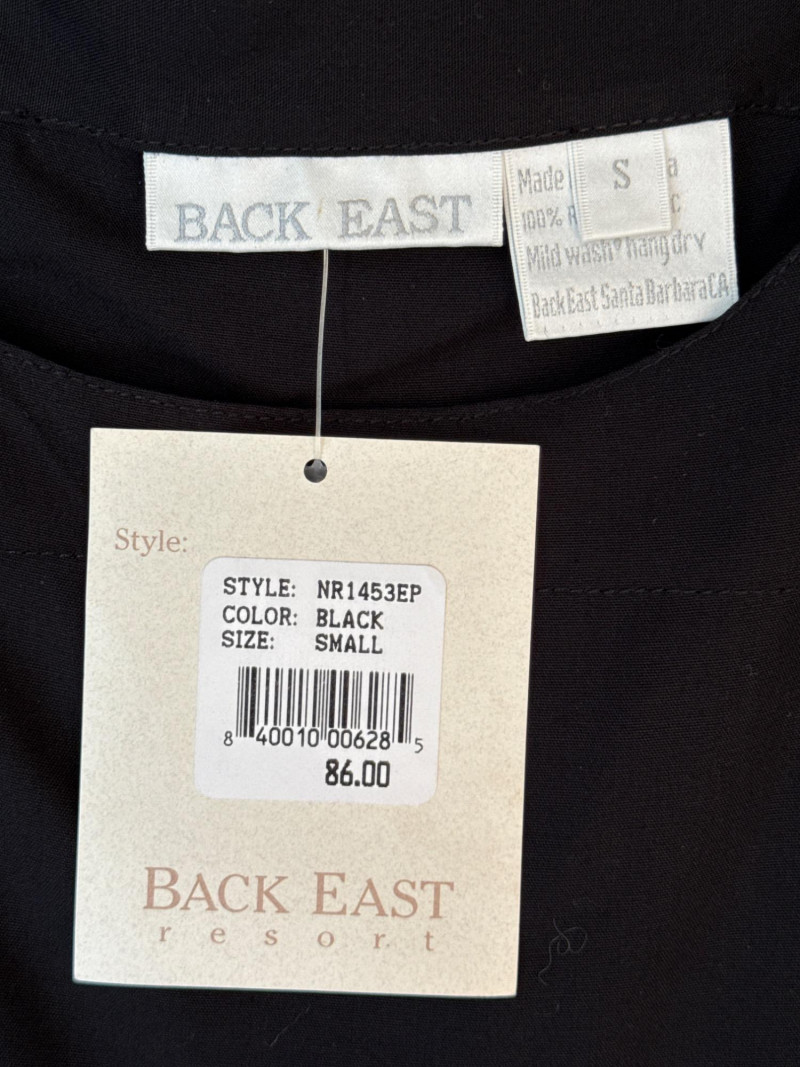 BACK EAST
S
Made
100%
Mild wash hang dry
Back East Santa Barbara CA
Style:
STYLE: NR1453EP
COLOR: BLACK
SIZE: SMALL
8 40010 00628 5
86.00
BACK EAST
resort